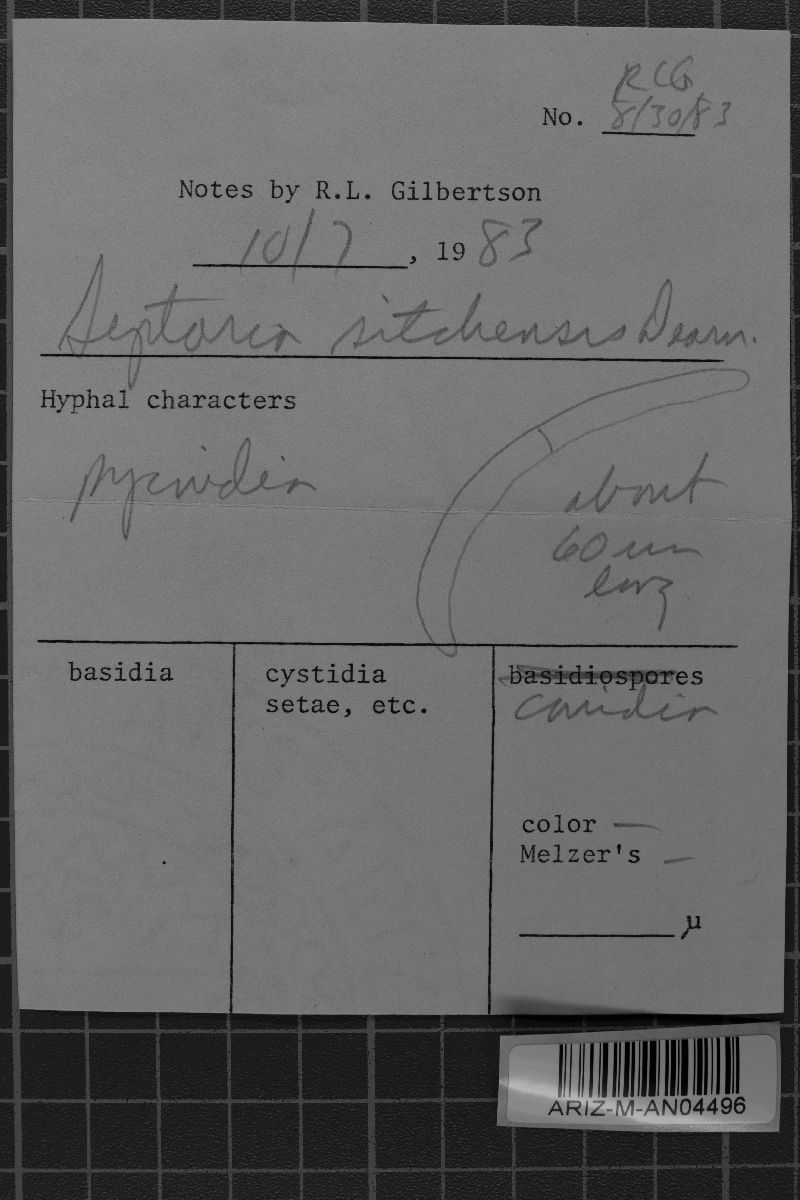 RLG
No. 8/30/83
Notes by R.L. Gilbertson
10/7, 1983
Septoria sitchensis Dearn.
Hyphal characters
pycnidia
about
60 um
long
basidia
cystidia
setae, etc.
basidiospores
conidia
color —
Melzer's —
µ
ARIZ-M-AN04496